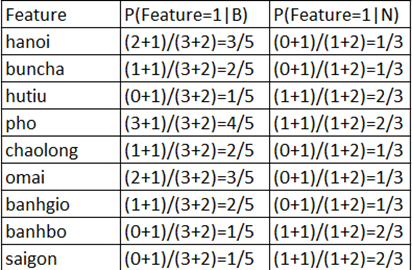 Feature P(Feature=1|B) P(Feature=1|N)
hanoi (2+1)/(3+2)=3/5 (0+1)/(1+2)=1/3
buncha (1+1)/(3+2)=2/5 (0+1)/(1+2)=1/3
hutiu (0+1)/(3+2)=1/5 (1+1)/(1+2)=2/3
pho (3+1)/(3+2)=4/5 (1+1)/(1+2)=2/3
chaolong (1+1)/(3+2)=2/5 (0+1)/(1+2)=1/3
omai (2+1)/(3+2)=3/5 (0+1)/(1+2)=1/3
banhgio (1+1)/(3+2)=2/5 (0+1)/(1+2)=1/3
banhbo (0+1)/(3+2)=1/5 (1+1)/(1+2)=2/3
saigon (0+1)/(3+2)=1/5 (1+1)/(1+2)=2/3